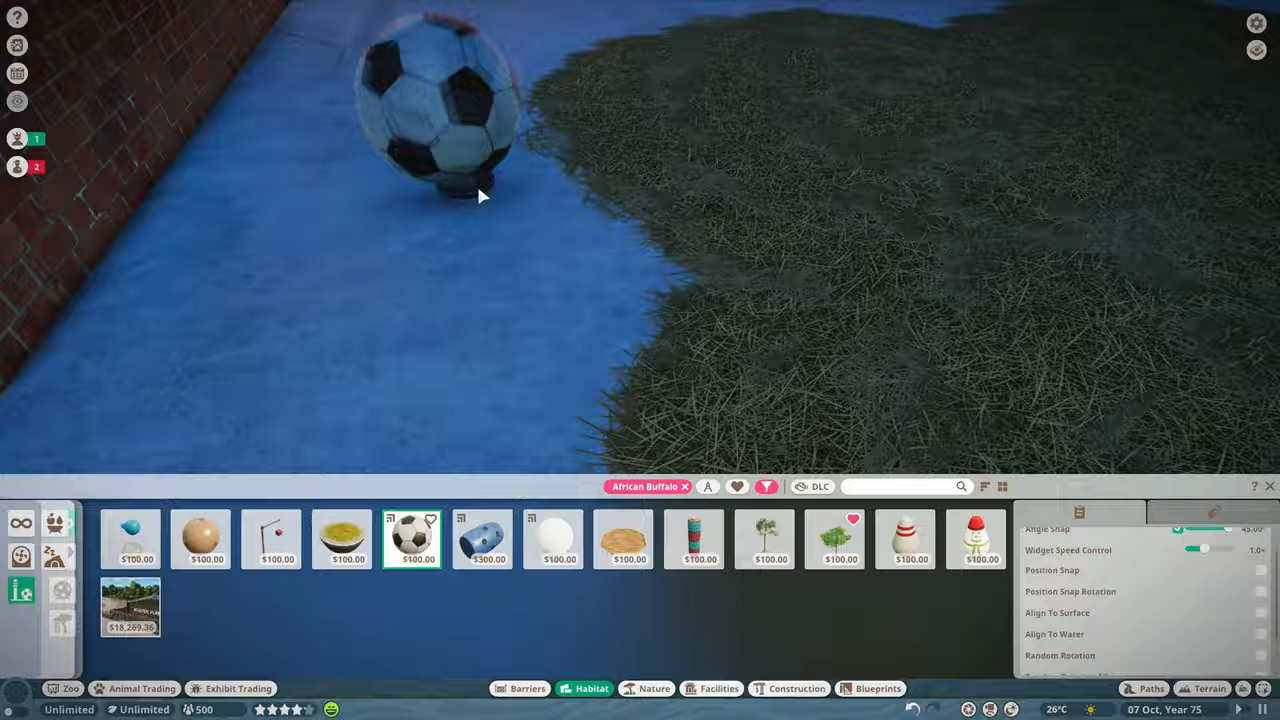 1
2
African Buffalo ×
DLC
?
$100.00
$100.00
$100.00
$100.00
$100.00
$300.00
$100.00
$100.00
$100.00
$100.00
$100.00
$100.00
$100.00
$18,269.36
Angle Snap 45.00°
Widget Speed Control 1.0×
Position Snap
Position Snap Rotation
Align To Surface
Align To Water
Random Rotation
Zoo
Animal Trading
Exhibit Trading
Barriers
Habitat
Nature
Facilities
Construction
Blueprints
Paths
Terrain
Unlimited
Unlimited
500
26°C
07 Oct, Year 75